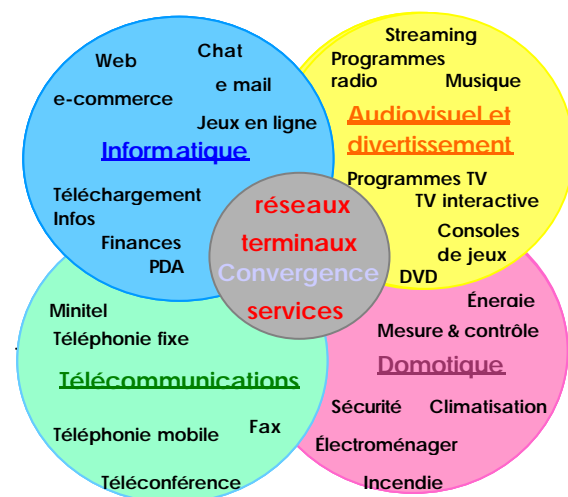 Web
Chat
e mail
e-commerce
Jeux en ligne
Informatique
Téléchargement
Infos
Finances
PDA
Streaming
Programmes
radio
Musique
Audiovisuel et
divertissement
Programmes TV
TV interactive
Consoles
de jeux
DVD
réseaux
terminaux
Convergence
services
Minitel
Téléphonie fixe
Télécommunications
Téléphonie mobile
Fax
Téléconférence
Éneraie
Mesure & contrôle
Domotique
Sécurité
Climatisation
Électroménager
Incendie